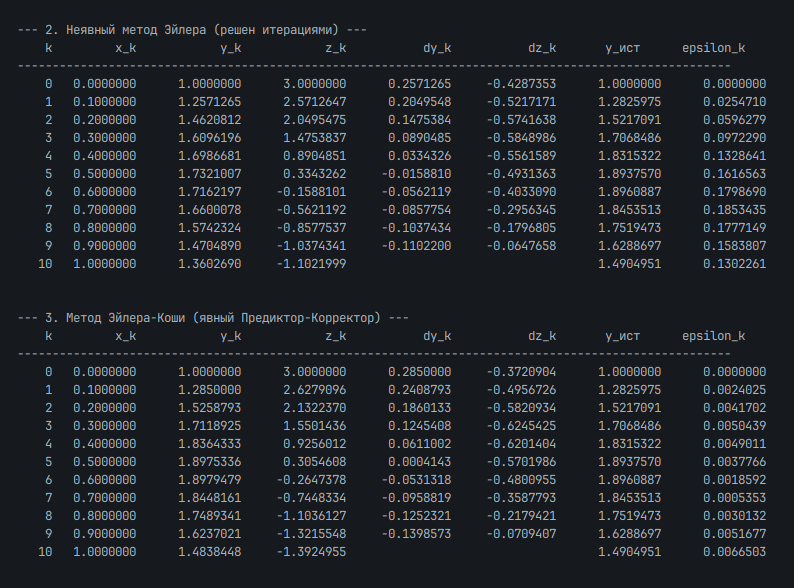 --- 2. Неявный метод Эйлера (решен итерациями) ---
k x_k y_k z_k dy_k dz_k y_ист epsilon_k
-----------------------------------------------------------------------------------------------
0 0.0000000 1.0000000 3.0000000 0.2571265 -0.4287353 1.0000000 0.0000000
1 0.1000000 1.2571265 2.5712647 0.2049548 -0.5217171 1.2825975 0.0254710
2 0.2000000 1.4620812 2.0495475 0.1475384 -0.5741638 1.5217091 0.0596279
3 0.3000000 1.6096196 1.4753837 0.0890485 -0.5848986 1.7068486 0.0972290
4 0.4000000 1.6986681 0.8904851 0.0334326 -0.5561589 1.8315322 0.1328641
5 0.5000000 1.7321007 0.3343262 -0.0158810 -0.4931363 1.8937570 0.1616563
6 0.6000000 1.7162197 -0.1588101 -0.0562119 -0.4033090 1.8960887 0.1798690
7 0.7000000 1.6600078 -0.5621192 -0.0857754 -0.2956345 1.8453513 0.1853435
8 0.8000000 1.5742324 -0.8577537 -0.1037434 -0.1796805 1.7519473 0.1777149
9 0.9000000 1.4704890 -1.0374341 -0.1102200 -0.0647658 1.6288697 0.1583807
10 1.0000000 1.3602690 -1.1021999 1.4904951 0.1302261
--- 3. Метод Эйлера-Коши (явный Предиктор-Корректор) ---
k x_k y_k z_k dy_k dz_k y_ист epsilon_k
-----------------------------------------------------------------------------------------------
0 0.0000000 1.0000000 3.0000000 0.2850000 -0.3720904 1.0000000 0.0000000
1 0.1000000 1.2850000 2.6279096 0.2408793 -0.4956726 1.2825975 0.0024025
2 0.2000000 1.5258793 2.1322370 0.1860133 -0.5820934 1.5217091 0.0041702
3 0.3000000 1.7118925 1.5501436 0.1245408 -0.6245425 1.7068486 0.0050439
4 0.4000000 1.8364333 0.9256012 0.0611002 -0.6201404 1.8315322 0.0049011
5 0.5000000 1.8975336 0.3054608 0.0004143 -0.5701986 1.8937570 0.0037766
6 0.6000000 1.8979479 -0.2647378 -0.0531318 -0.4800955 1.8960887 0.0018592
7 0.7000000 1.8448161 -0.7448334 -0.0958819 -0.3587793 1.8453513 0.0005353
8 0.8000000 1.7489341 -1.1036127 -0.1252321 -0.2179421 1.7519473 0.0030132
9 0.9000000 1.6237021 -1.3215548 -0.1398573 -0.0709407 1.6288697 0.0051677
10 1.0000000 1.4838448 -1.3924955 1.4904951 0.0066503